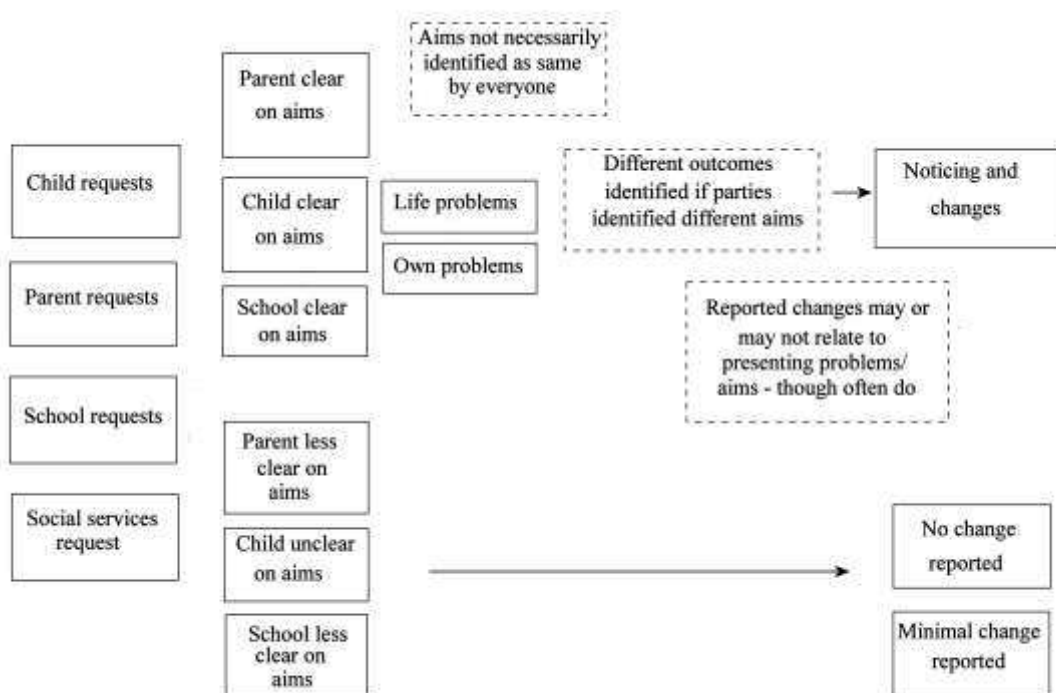 Child requests
Parent requests
School requests
Social services
request
Parent clear
on aims
Child clear
on aims
School clear
on aims
Parent less
clear on
aims
Child unclear
on aims
School less
clear on
aims
Life problems
Own problems
Aims not necessarily
identified as same
by everyone
Different outcomes
identified if parties
identified different aims
Reported changes may or
may not relate to
presenting problems/
aims - though often do
Noticing and
changes
No change
reported
Minimal change
reported